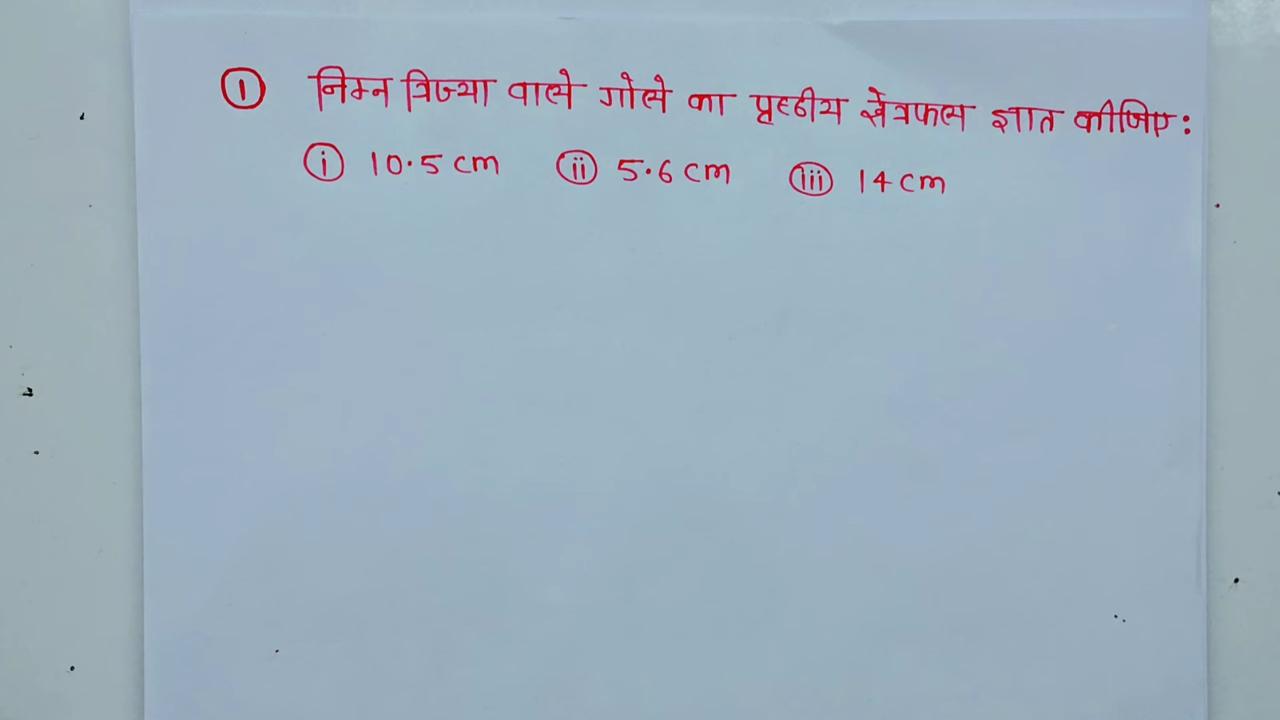 ① निम्न त्रिज्या वाले गोले का पृष्ठीय क्षेत्रफल ज्ञात कीजिए :
ⓘ 10.5 cm ⓘⓘ 5.6 cm ⓘⓘⓘ 14 cm